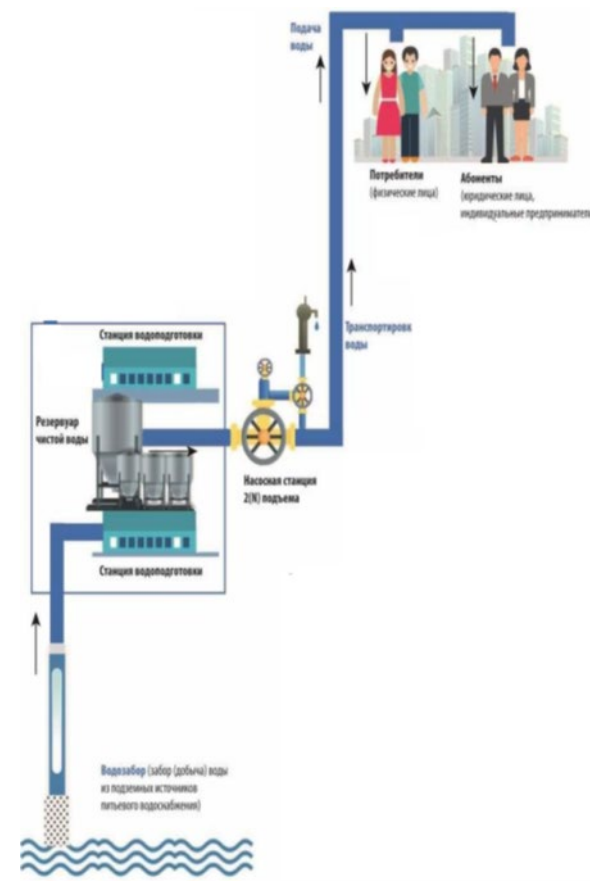 Подача
воды
Потребители
(физические лица)
Абоненты
(юридические лица,
индивидуальные предприниматели
Транспортировк
воды
Станция водоподготовки
Резервуар
чистой воды
Насосная станция
2(N) подъема
Станция водоподготовки
Водозабор (забор (добыча) воды
из подземных источников
питьевого водоснабжения)